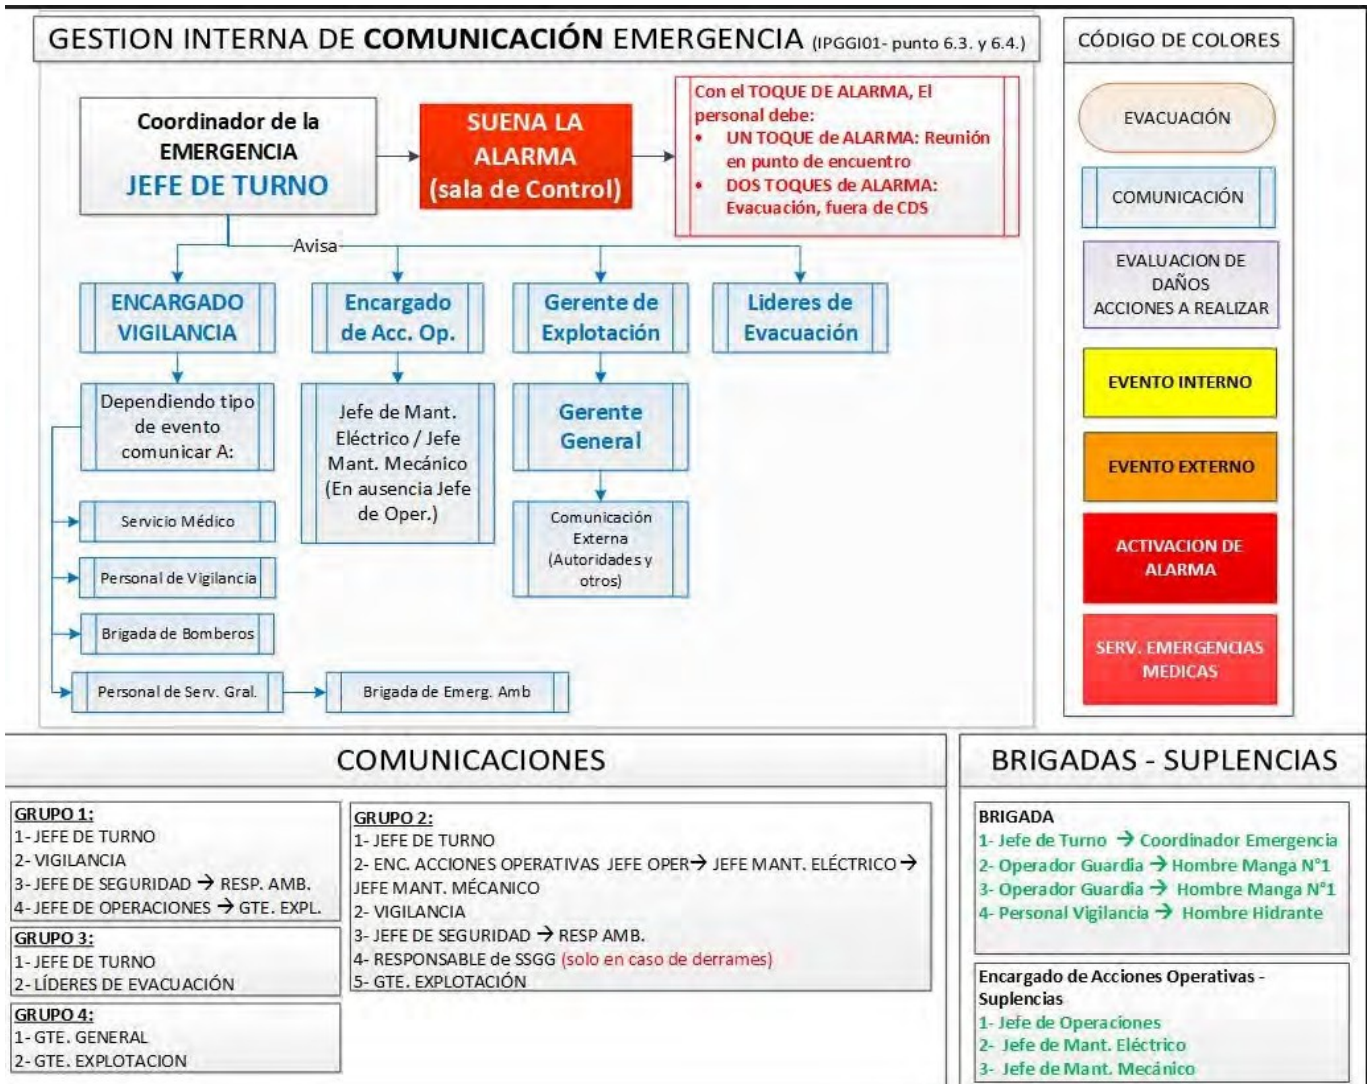 GESTION INTERNA DE COMUNICACIÓN EMERGENCIA (IPGGI01- punto 6.3. y 6.4.)
Coordinador de la
EMERGENCIA
JEFE DE TURNO
SUENA LA
ALARMA
(sala de Control)
Con el TOQUE DE ALARMA, El
personal debe:
• UN TOQUE de ALARMA: Reunión
en punto de encuentro
• DOS TOQUES de ALARMA:
Evacuación, fuera de CDS
Avisa
ENCARGADO
VIGILANCIA
Encargado
de Acc. Op.
Gerente de
Explotación
Lideres de
Evacuación
Dependiendo tipo
de evento
comunicar A:
Jefe de Mant.
Eléctrico / Jefe
Mant. Mecánico
(En ausencia Jefe
de Oper.)
Gerente
General
Comunicación
Externa
(Autoridades y
otros)
Servicio Médico
Personal de Vigilancia
Brigada de Bomberos
Personal de Serv. Gral.
Brigada de Emerg. Amb
CÓDIGO DE COLORES
EVACUACIÓN
COMUNICACIÓN
EVALUACION DE
DAÑOS
ACCIONES A REALIZAR
EVENTO INTERNO
EVENTO EXTERNO
ACTIVACION DE
ALARMA
SERV. EMERGENCIAS
MEDICAS
COMUNICACIONES
GRUPO 1:
1- JEFE DE TURNO
2- VIGILANCIA
3- JEFE DE SEGURIDAD → RESP. AMB.
4- JEFE DE OPERACIONES → GTE. EXPL.
GRUPO 3:
1- JEFE DE TURNO
2- LÍDERES DE EVACUACIÓN
GRUPO 4:
1- GTE. GENERAL
2- GTE. EXPLOTACION
GRUPO 2:
1- JEFE DE TURNO
2- ENC. ACCIONES OPERATIVAS JEFE OPER→ JEFE MANT. ELÉCTRICO →
JEFE MANT. MÉCANICO
2- VIGILANCIA
3- JEFE DE SEGURIDAD → RESP AMB.
4- RESPONSABLE de SSGG (solo en caso de derrames)
5- GTE. EXPLOTACIÓN
BRIGADAS - SUPLENCIAS
BRIGADA
1- Jefe de Turno → Coordinador Emergencia
2- Operador Guardia → Hombre Manga N°1
3- Operador Guardia → Hombre Manga N°1
4- Personal Vigilancia → Hombre Hidrante
Encargado de Acciones Operativas -
Suplencias
1- Jefe de Operaciones
2- Jefe de Mant. Eléctrico
3- Jefe de Mant. Mecánico